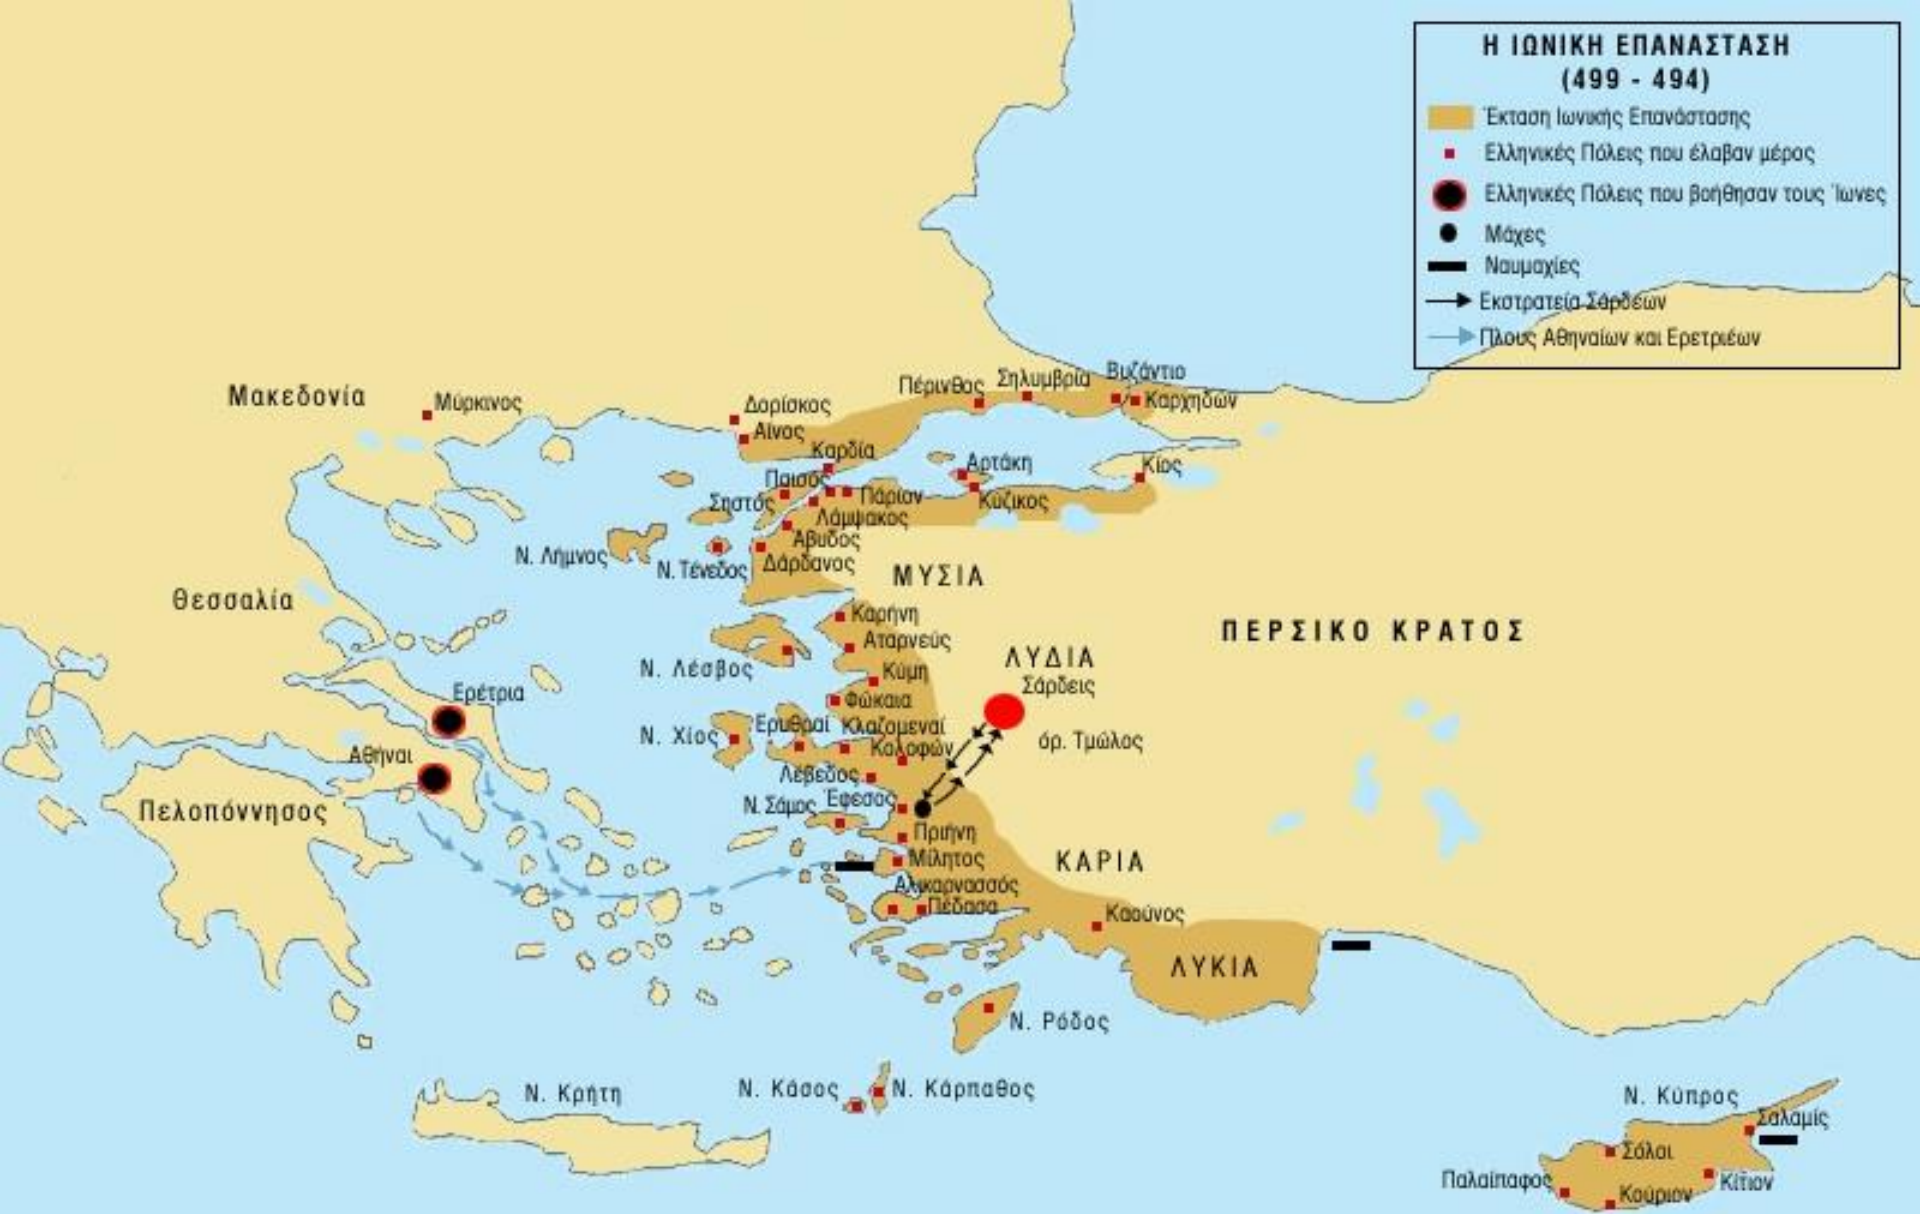 Η ΙΩΝΙΚΗ ΕΠΑΝΑΣΤΑΣΗ
(499 - 494)
Έκταση Ιωνικής Επανάστασης
Ελληνικές Πόλεις που έλαβαν μέρος
Ελληνικές Πόλεις που βοήθησαν τους Ίωνες
Μάχες
Ναυμαχίες
Εκστρατεία Σάρδεων
Πλους Αθηναίων και Ερετριέων
Μακεδονία
Μύρκινος
Δορίσκος
Αίνος
Πέρινθος
Σηλυμβρία
Βυζάντιο
Καρχηδών
Καρδία
Παισός
Σηστός
Πάριον
Λάμψακος
Αρτάκη
Κύζικος
Κίος
Άβυδος
Δάρδανος
Ν. Λήμνος
Ν. Τένεδος
ΜΥΣΙΑ
Θεσσαλία
Καρήνη
Αταρνεύς
ΠΕΡΣΙΚΟ ΚΡΑΤΟΣ
Ν. Λέσβος
Κύμη
ΛΥΔΙΑ
Σάρδεις
Φώκαια
Ερέτρια
Ν. Χίος
Ερυθραί
Κλαζομεναί
Κολοφών
όρ. Τμώλος
Αθήναι
Λέβεδος
Πελοπόννησος
Ν. Σάμος
Έφεσος
Πριήνη
Μίλητος
ΚΑΡΙΑ
Αλικαρνασσός
Πέδασα
Καούνος
ΛΥΚΙΑ
Ν. Ρόδος
Ν. Κρήτη
Ν. Κάσος
Ν. Κάρπαθος
Ν. Κύπρος
Σαλαμίς
Σόλοι
Παλαίπαφος
Κούριον
Κίτιον